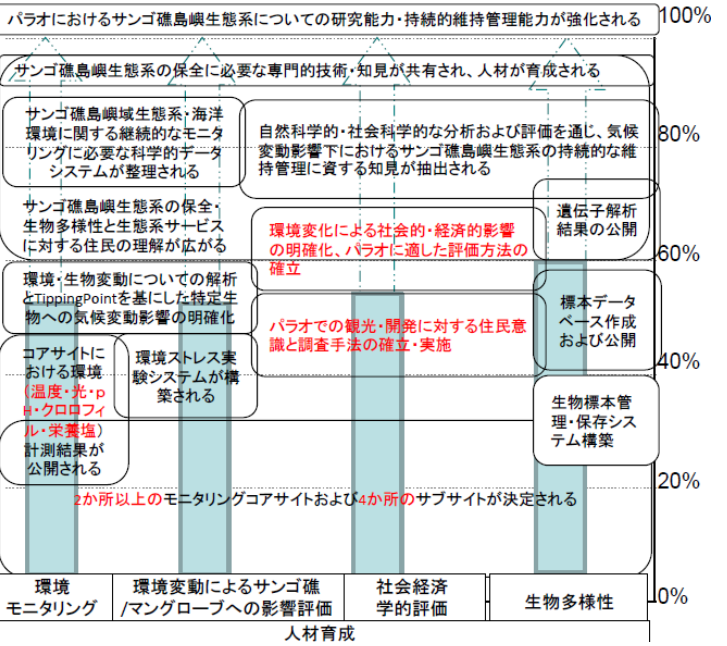 パラオにおけるサンゴ礁島嶼生態系についての研究能力・持続的維持管理能力が強化される
100%
サンゴ礁島嶼生態系の保全に必要な専門的技術・知見が共有され、人材が育成される
サンゴ礁島嶼域生態系・海洋
環境に関する継続的なモニタ
リングに必要な科学的データ
システムが整理される
自然科学的・社会科学的な分析および評価を通じ、気候
変動影響下におけるサンゴ礁島嶼生態系の持続的な維
持管理に資する知見が抽出される
80%
サンゴ礁島嶼生態系の保全・
生物多様性と生態系サービス
に対する住民の理解が広がる
環境変化による社会的・経済的影響
の明確化、パラオに適した評価方法の
確立
遺伝子解析
結果の公開
60%
環境・生物変動についての解析
とTippingPointを基にした特定生
物への気候変動影響の明確化
パラオでの観光・開発に対する住民意
識と調査手法の確立・実施
標本データ
ベース作成
および公開
40%
コアサイトに
おける環境
(温度・光・p
H・クロロフィ
ル・栄養塩)
計測結果が
公開される
環境ストレス実
験システムが構
築される
生物標本管
理・保存シス
テム構築
20%
2か所以上のモニタリングコアサイトおよび4か所のサブサイトが決定される
0%
環境
モニタリング
環境変動によるサンゴ礁
/マングローブへの影響評価
社会経済
学的評価
生物多様性
人材育成